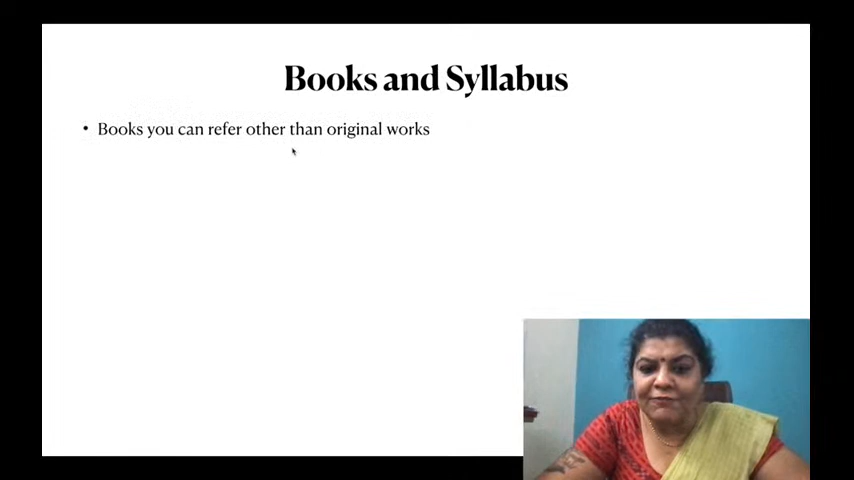 Books and Syllabus
• Books you can refer other than original works